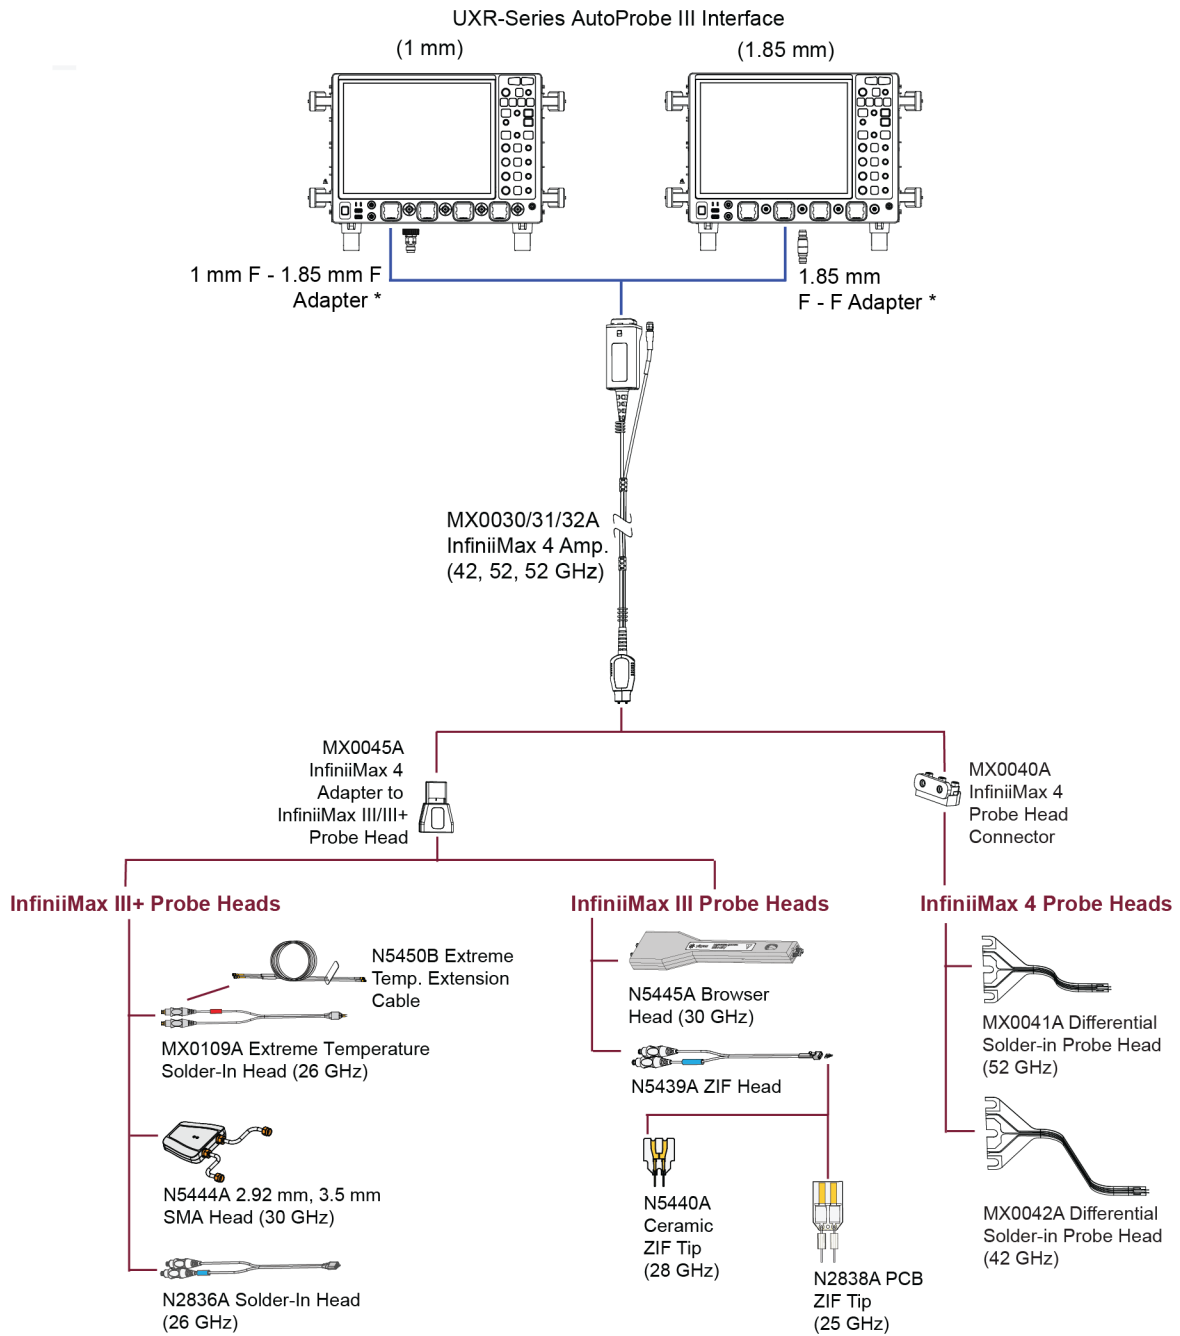 UXR-Series AutoProbe III Interface
(1 mm)
(1.85 mm)
1 mm F - 1.85 mm F
Adapter *
1.85 mm
F - F Adapter *
MX0030/31/32A
InfiniiMax 4 Amp.
(42, 52, 52 GHz)
MX0045A
InfiniiMax 4
Adapter to
InfiniiMax III/III+
Probe Head
MX0040A
InfiniiMax 4
Probe Head
Connector
InfiniiMax III+ Probe Heads
N5450B Extreme
Temp. Extension
Cable
MX0109A Extreme Temperature
Solder-In Head (26 GHz)
N5444A 2.92 mm, 3.5 mm
SMA Head (30 GHz)
N2836A Solder-In Head
(26 GHz)
InfiniiMax III Probe Heads
N5445A Browser
Head (30 GHz)
N5439A ZIF Head
N5440A
Ceramic
ZIF Tip
(28 GHz)
N2838A PCB
ZIF Tip
(25 GHz)
InfiniiMax 4 Probe Heads
MX0041A Differential
Solder-in Probe Head
(52 GHz)
MX0042A Differential
Solder-in Probe Head
(42 GHz)